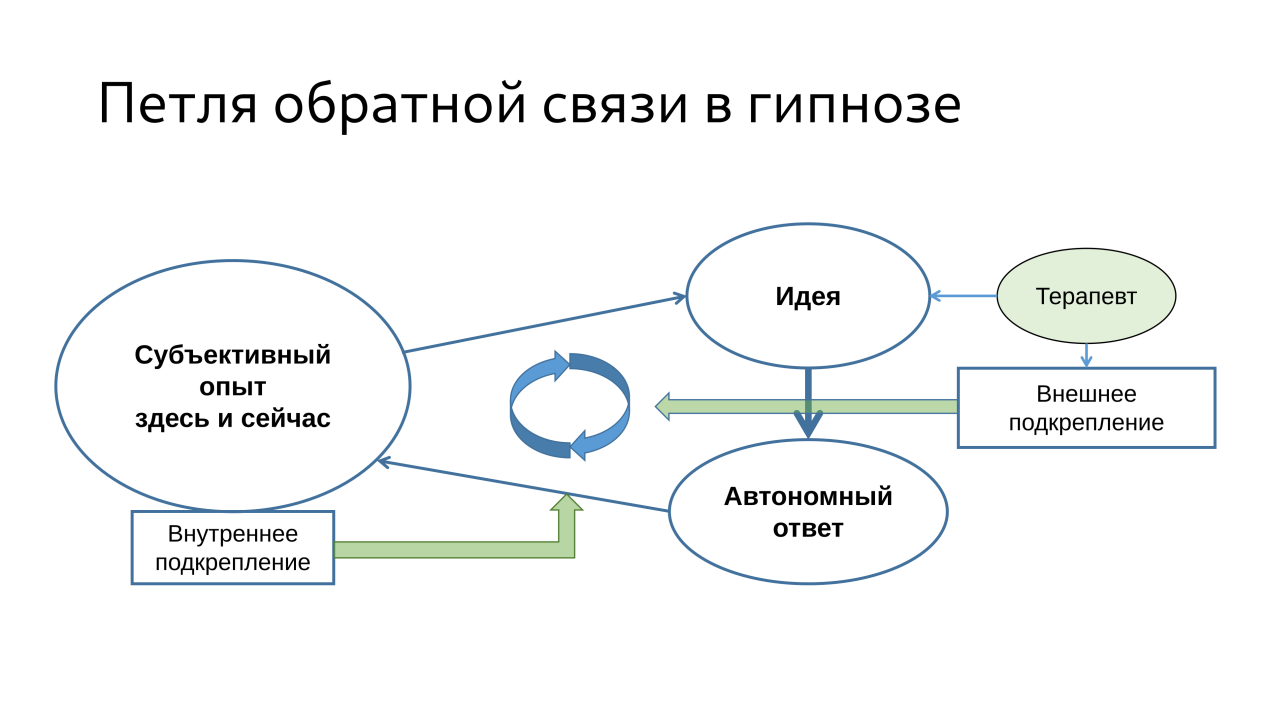 Петля обратной связи в гипнозе
Идея
Терапевт
Субъективный
опыт
здесь и сейчас
Внешнее
подкрепление
Автономный
ответ
Внутреннее
подкрепление